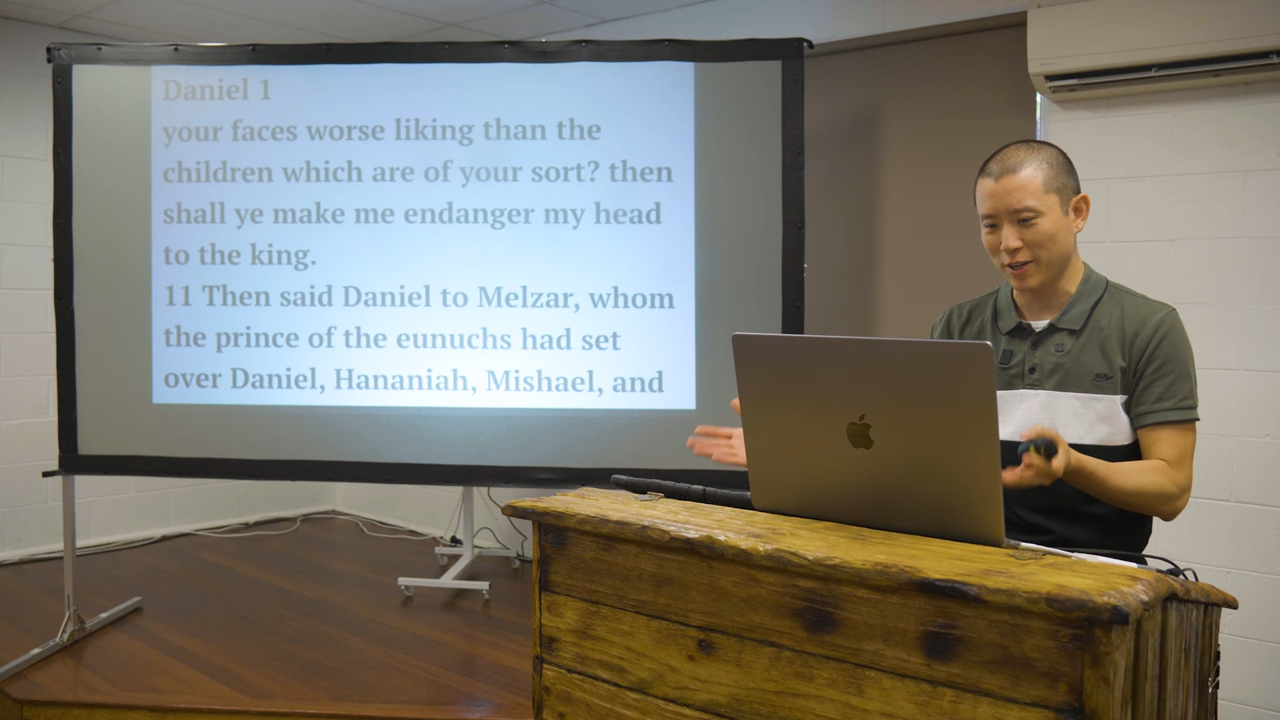 Daniel 1
your faces worse liking than the
children which are of your sort? then
shall ye make me endanger my head
to the king.
11 Then said Daniel to Melzar, whom
the prince of the eunuchs had set
over Daniel, Hananiah, Mishael, and